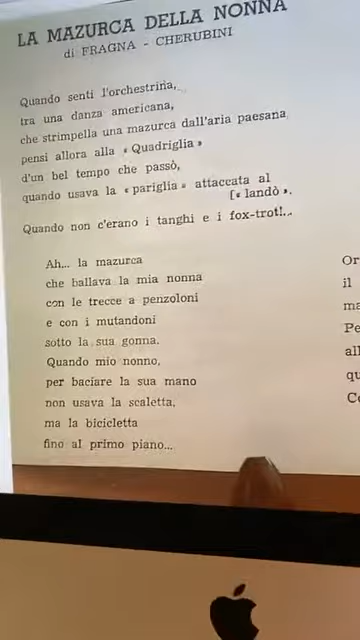 LA MAZURCA DELLA NONNA
di FRAGNA - CHERUBINI
Quando senti l'orchestrina,
tra una danza americana,
che strimpella una mazurca dall'aria paesana
pensi allora alla « Quadriglia »
d'un bel tempo che passò,
quando usava la « pariglia » attaccata al
[« landò ».
Quando non c'erano i tanghi e i fox-trot!...
Ah... la mazurca
che ballava la mia nonna
con le trecce a penzoloni
e con i mutandoni
sotto la sua gonna.
Quando mio nonno,
per baciare la sua mano
non usava la scaletta,
ma la bicicletta
fino al primo piano...
Or
il
ma
Pe
all
qu